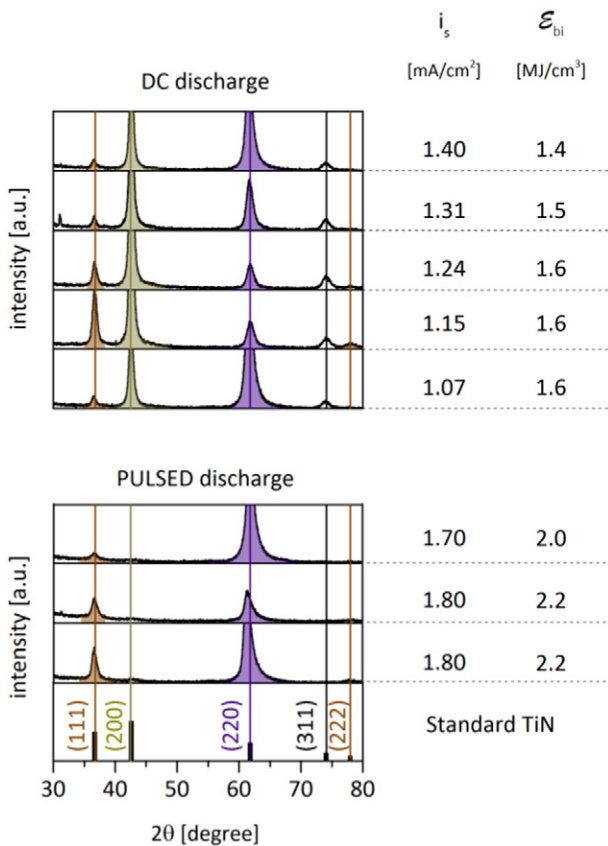 i_s ℰ_bi
[mA/cm²] [MJ/cm³]
DC discharge
intensity [a.u.]
1.40 1.4
1.31 1.5
1.24 1.6
1.15 1.6
1.07 1.6
PULSED discharge
intensity [a.u.]
1.70 2.0
1.80 2.2
1.80 2.2
(111) (200) (220) (311) (222) Standard TiN
30 40 50 60 70 80
2θ [degree]